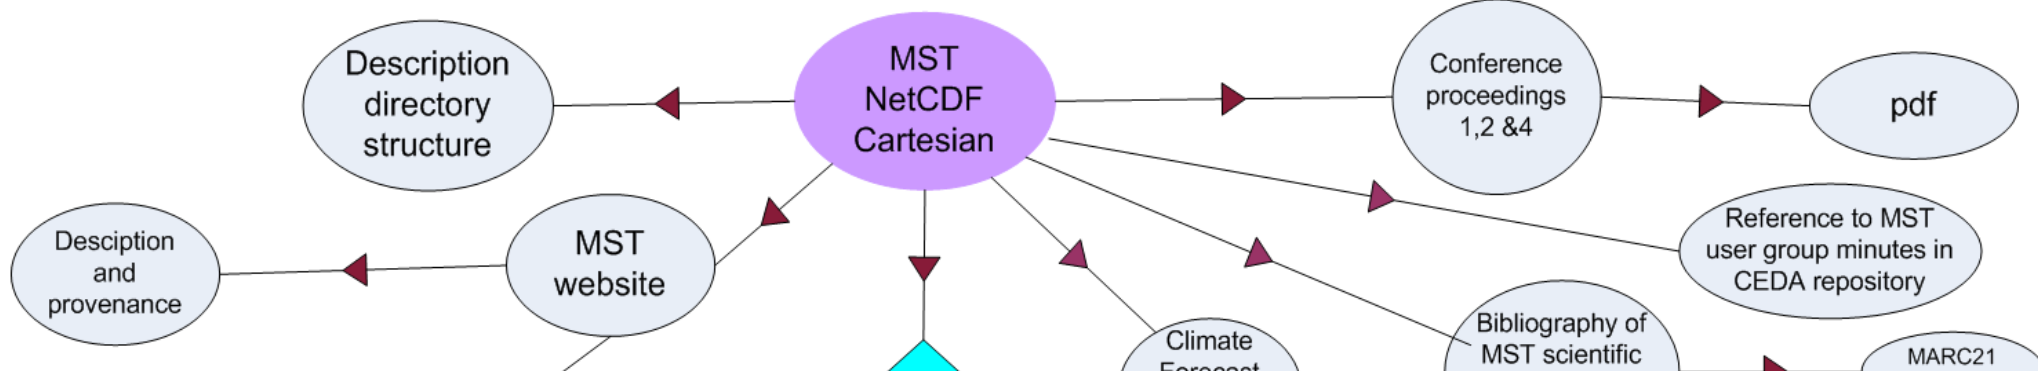 Description
directory
structure
MST
NetCDF
Cartesian
Conference
proceedings
1,2 &4
pdf
Desciption
and
provenance
MST
website
Reference to MST
user group minutes in
CEDA repository
Climate
Forecast
Bibliography of
MST scientific
MARC21